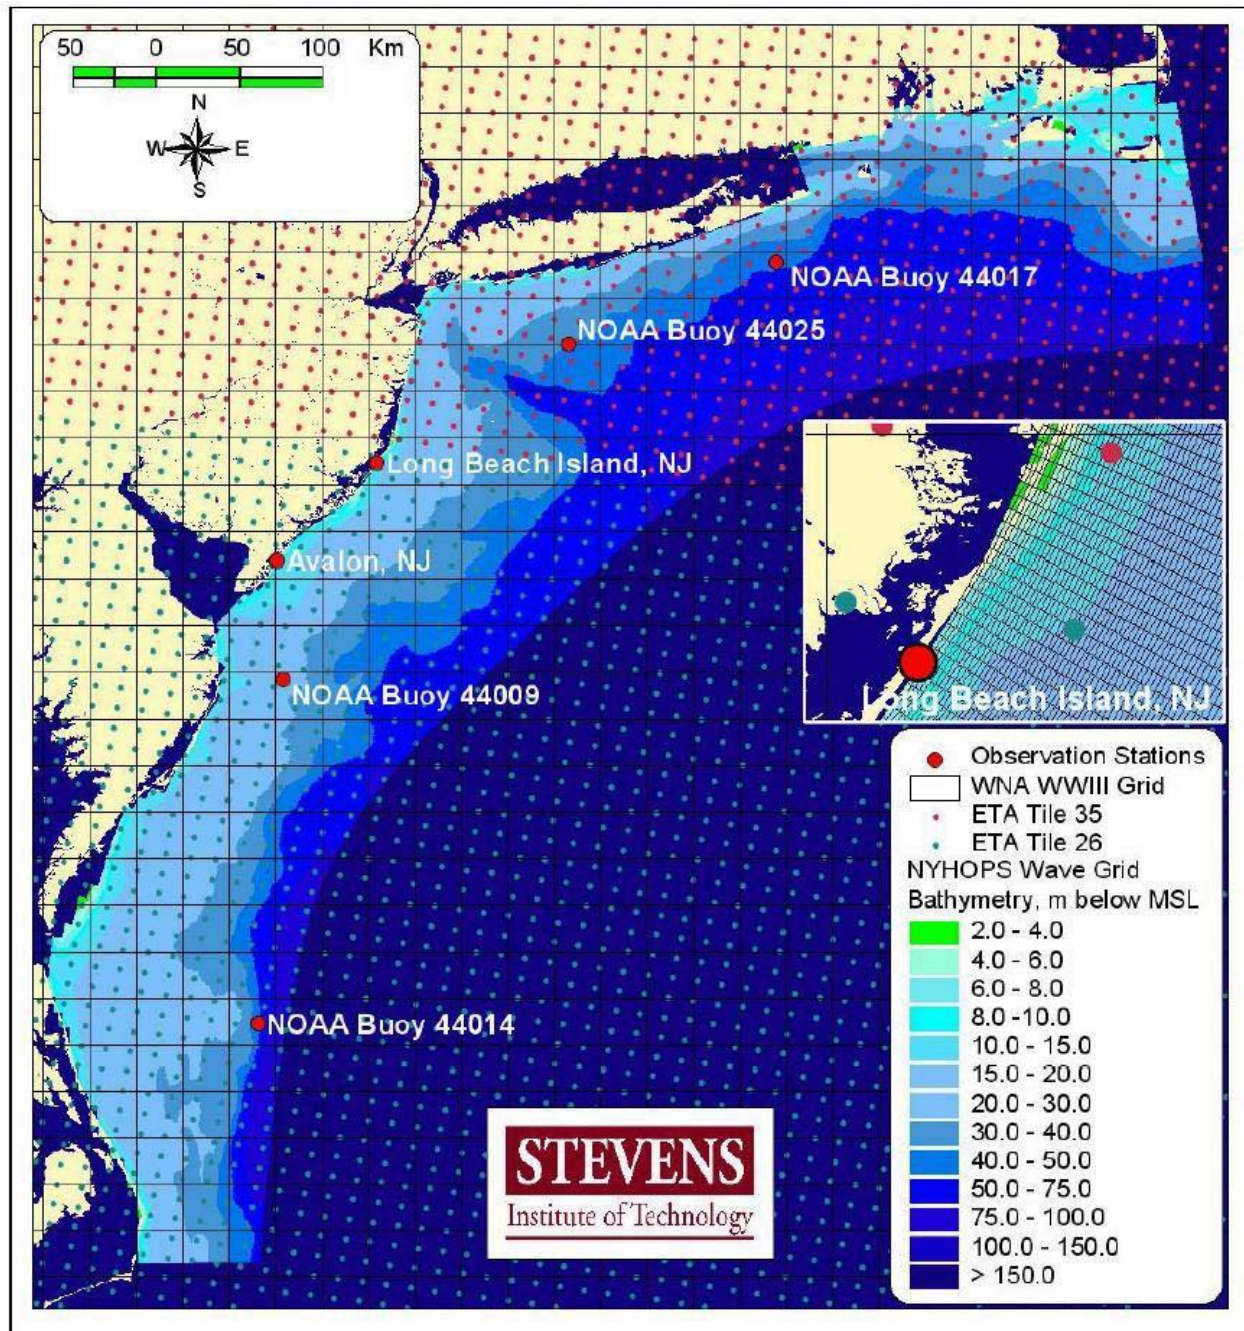 50 0 50 100 Km
N
W E
S
NOAA Buoy 44017
NOAA Buoy 44025
Long Beach Island, NJ
Avalon, NJ
NOAA Buoy 44009
NOAA Buoy 44014
Long Beach Island, NJ
Observation Stations
WNA WWIII Grid
ETA Tile 35
ETA Tile 26
NYHOPS Wave Grid
Bathymetry, m below MSL
2.0 - 4.0
4.0 - 6.0
6.0 - 8.0
8.0 -10.0
10.0 - 15.0
15.0 - 20.0
20.0 - 30.0
30.0 - 40.0
40.0 - 50.0
50.0 - 75.0
75.0 - 100.0
100.0 - 150.0
> 150.0
STEVENS
Institute of Technology